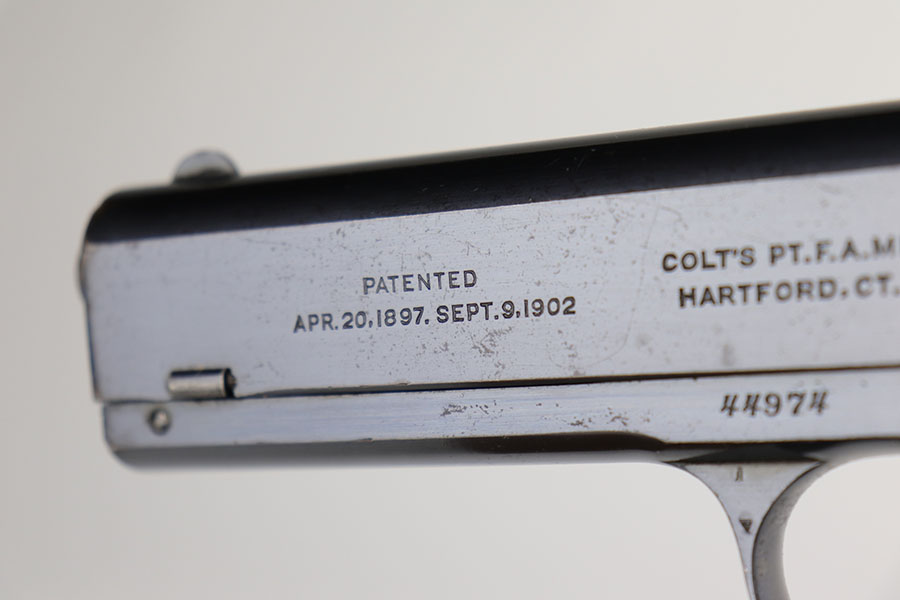 PATENTED
APR. 20, 1897. SEPT. 9, 1902
COLT'S PT. F. A. M
HARTFORD, CT.
44974